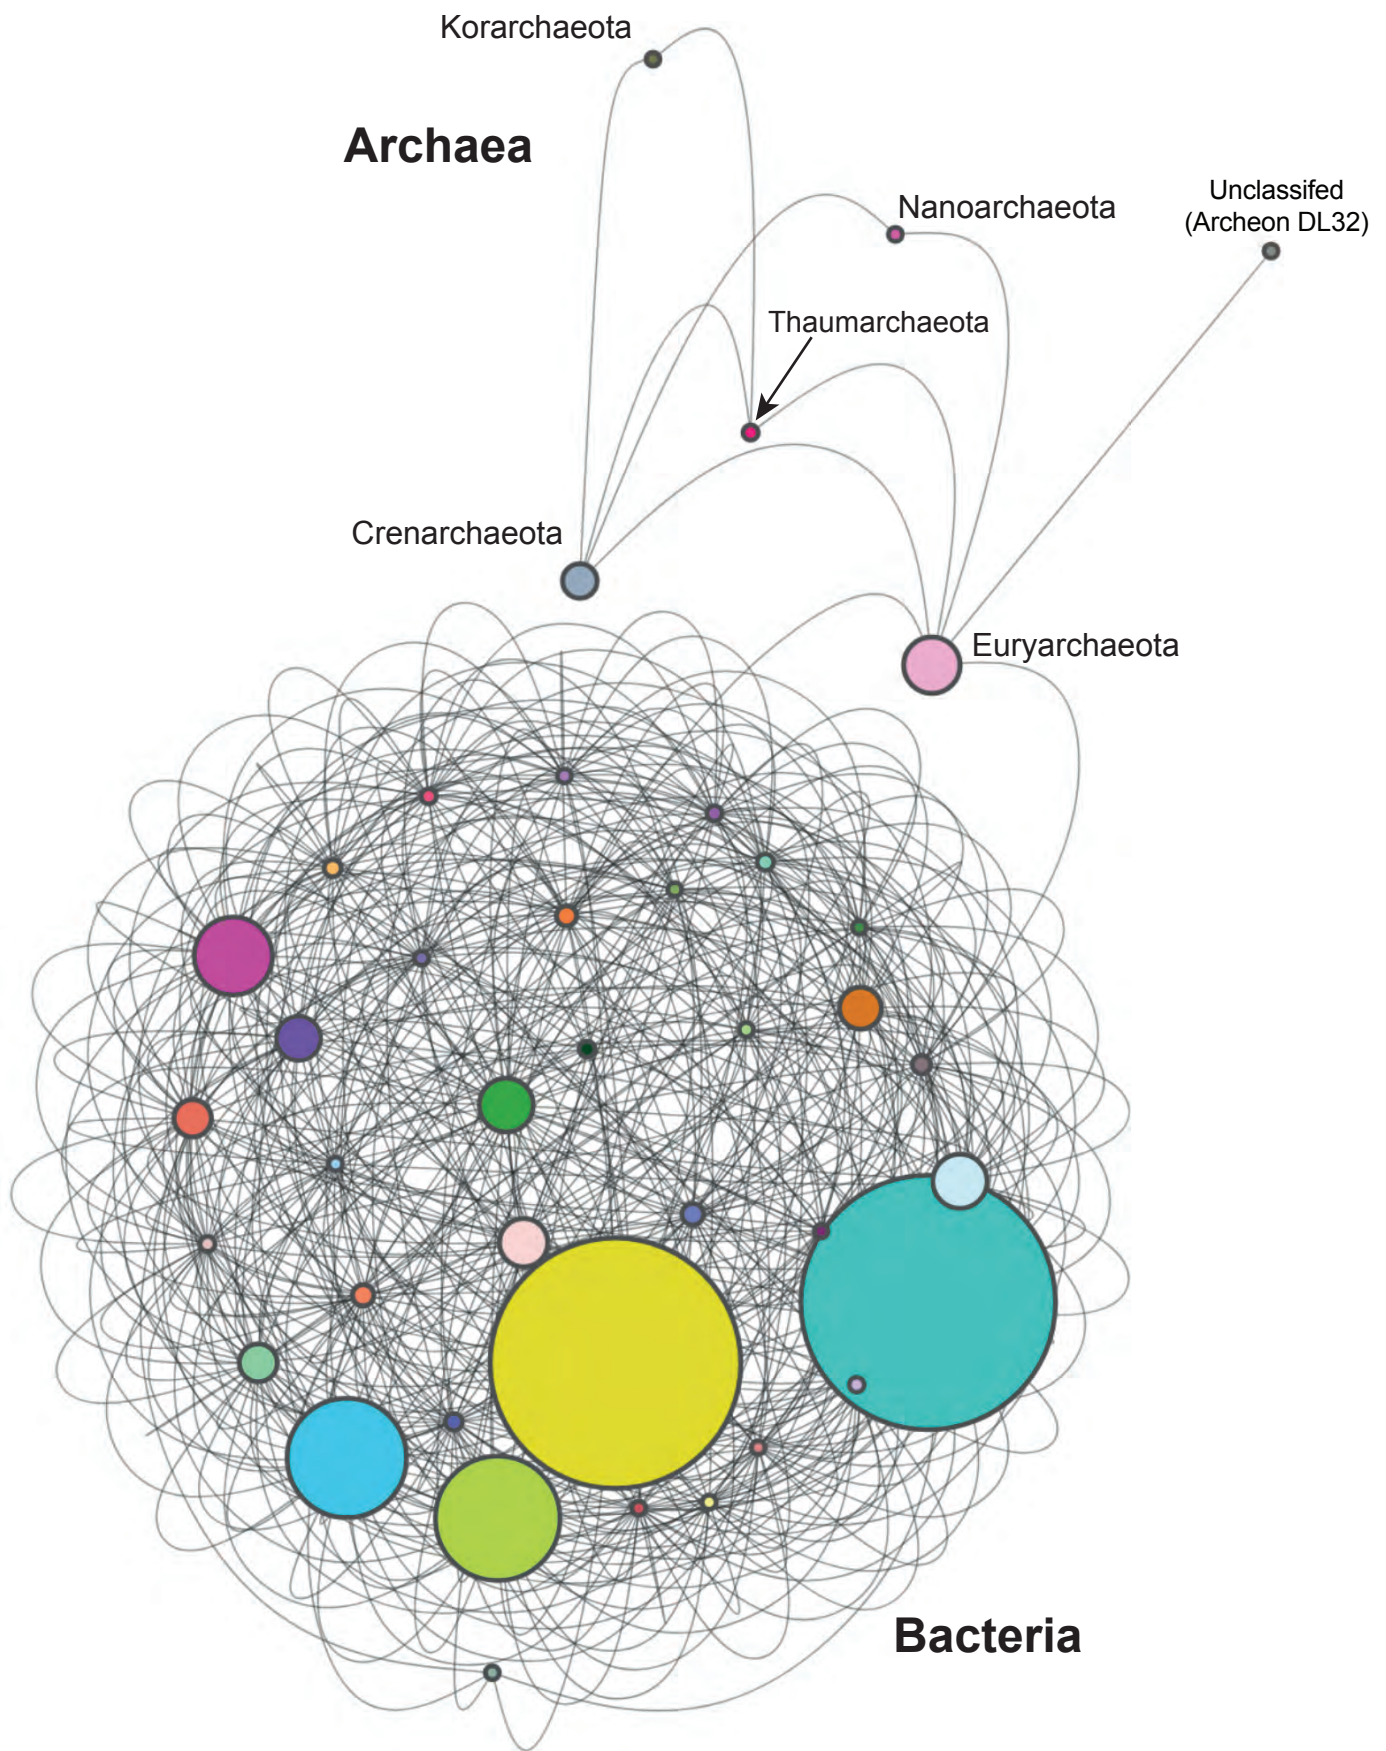 Korarchaeota
Archaea
Nanoarchaeota
Unclassifed
(Archeon DL32)
Thaumarchaeota
Crenarchaeota
Euryarchaeota
Bacteria